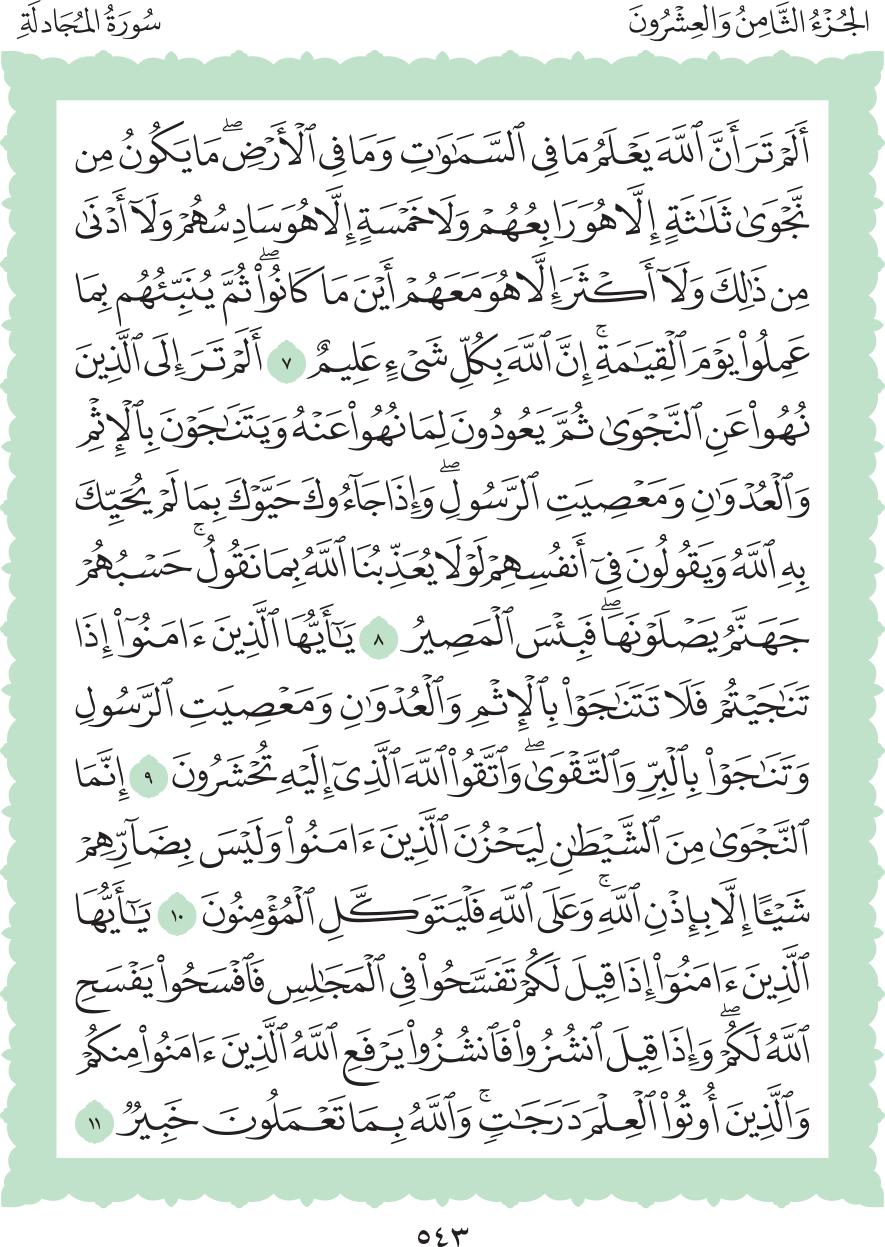 الجُزْءُ الثَّامِنُ وَالعِشْرُونَ
سُورَةُ المُجَادلَةِ
أَلَمْ تَرَ أَنَّ ٱللَّهَ يَعْلَمُ مَا فِى ٱلسَّمَٰوَٰتِ وَمَا فِى ٱلْأَرْضِۖ مَا يَكُونُ مِن
نَّجْوَىٰ ثَلَٰثَةٍ إِلَّا هُوَ رَابِعُهُمْ وَلَا خَمْسَةٍ إِلَّا هُوَ سَادِسُهُمْ وَلَآ أَدْنَىٰ
مِن ذَٰلِكَ وَلَآ أَكْثَرَ إِلَّا هُوَ مَعَهُمْ أَيْنَ مَا كَانُوا۟ۖ ثُمَّ يُنَبِّئُهُم بِمَا
عَمِلُوا۟ يَوْمَ ٱلْقِيَٰمَةِۚ إِنَّ ٱللَّهَ بِكُلِّ شَىْءٍ عَلِيمٌ ٧ أَلَمْ تَرَ إِلَى ٱلَّذِينَ
نُهُوا۟ عَنِ ٱلنَّجْوَىٰ ثُمَّ يَعُودُونَ لِمَا نُهُوا۟ عَنْهُ وَيَتَنَٰجَوْنَ بِٱلْإِثْمِ
وَٱلْعُدْوَٰنِ وَمَعْصِيَتِ ٱلرَّسُولِۖ وَإِذَا جَآءُوكَ حَيَّوْكَ بِمَا لَمْ يُحَيِّكَ
بِهِ ٱللَّهُ وَيَقُولُونَ فِىٓ أَنفُسِهِمْ لَوْلَا يُعَذِّبُنَا ٱللَّهُ بِمَا نَقُولُۚ حَسْبُهُمْ
جَهَنَّمُ يَصْلَوْنَهَاۖ فَبِئْسَ ٱلْمَصِيرُ ٨ يَٰٓأَيُّهَا ٱلَّذِينَ ءَامَنُوٓا۟ إِذَا
تَنَٰجَيْتُمْ فَلَا تَتَنَٰجَوْا۟ بِٱلْإِثْمِ وَٱلْعُدْوَٰنِ وَمَعْصِيَتِ ٱلرَّسُولِ
وَتَنَٰجَوْا۟ بِٱلْبِرِّ وَٱلتَّقْوَىٰۖ وَٱتَّقُوا۟ ٱللَّهَ ٱلَّذِىٓ إِلَيْهِ تُحْشَرُونَ ٩ إِنَّمَا
ٱلنَّجْوَىٰ مِنَ ٱلشَّيْطَٰنِ لِيَحْزُنَ ٱلَّذِينَ ءَامَنُوا۟ وَلَيْسَ بِضَآرِّهِمْ
شَيْـًٔا إِلَّا بِإِذْنِ ٱللَّهِۚ وَعَلَى ٱللَّهِ فَلْيَتَوَكَّلِ ٱلْمُؤْمِنُونَ ١٠ يَٰٓأَيُّهَا
ٱلَّذِينَ ءَامَنُوٓا۟ إِذَا قِيلَ لَكُمْ تَفَسَّحُوا۟ فِى ٱلْمَجَٰلِسِ فَٱفْسَحُوا۟ يَفْسَحِ
ٱللَّهُ لَكُمْۖ وَإِذَا قِيلَ ٱنشُزُوا۟ فَٱنشُزُوا۟ يَرْفَعِ ٱللَّهُ ٱلَّذِينَ ءَامَنُوا۟ مِنكُمْ
وَٱلَّذِينَ أُوتُوا۟ ٱلْعِلْمَ دَرَجَٰتٍۚ وَٱللَّهُ بِمَا تَعْمَلُونَ خَبِيرٌ ١١
٥٤٣